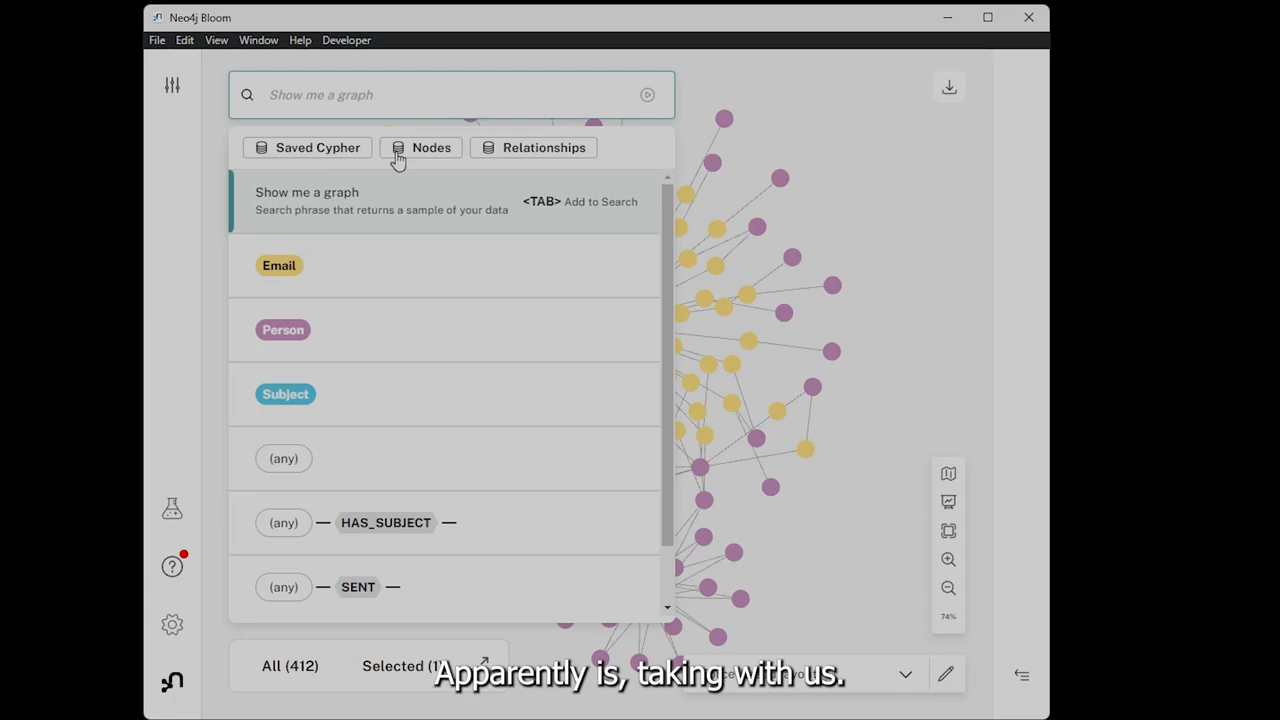 Neo4j Bloom
File Edit View Window Help Developer
Show me a graph
Saved Cypher Nodes Relationships
Show me a graph
Search phrase that returns a sample of your data
<TAB> Add to Search
Email
Person
Subject
(any)
(any) — HAS_SUBJECT —
(any) — SENT —
74%
All (412) Selected (1
Apparently is, taking with us.